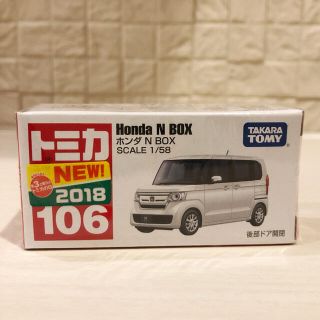 トミカ
NEW!
2018
106
Honda N BOX
ホンダ N BOX
SCALE 1/58
TAKARA
TOMY
後部ドア開閉